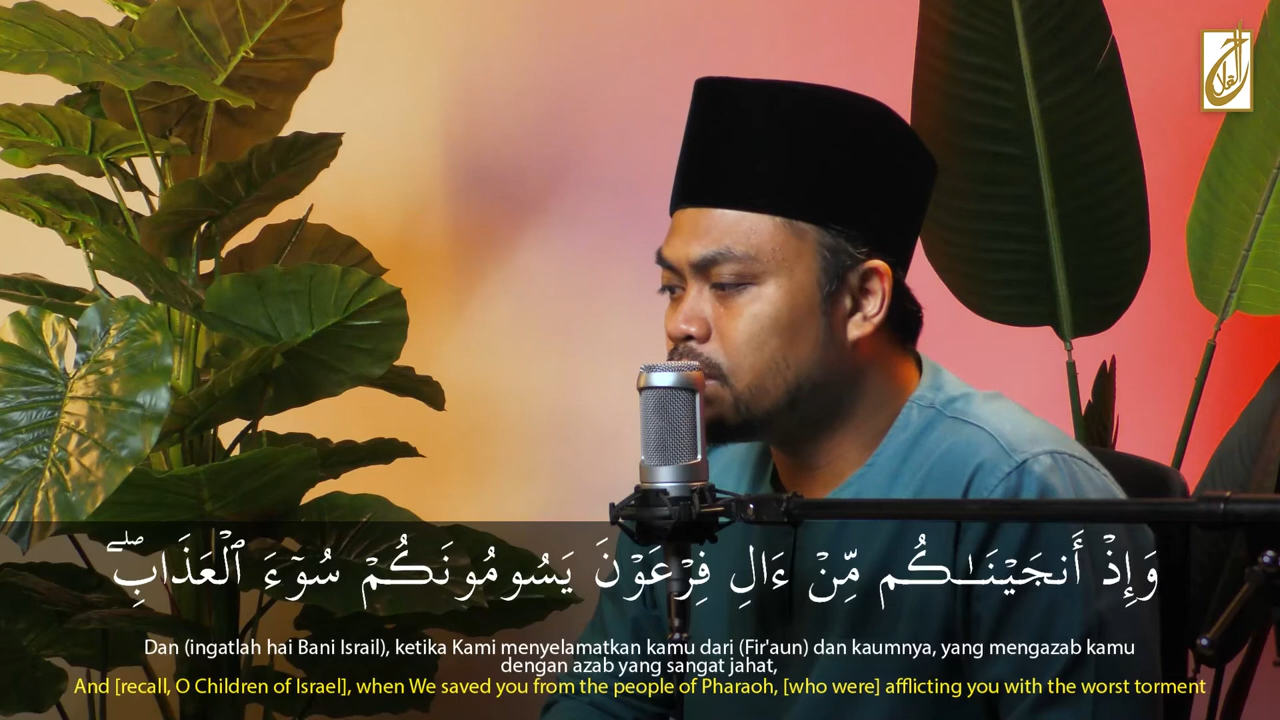 وَإِذْ أَنجَيْنَـٰكُم مِّنْ ءَالِ فِرْعَوْنَ يَسُومُونَكُمْ سُوٓءَ ٱلْعَذَابِ ۖ
Dan (ingatlah hai Bani Israil), ketika Kami menyelamatkan kamu dari (Fir'aun) dan kaumnya, yang mengazab kamu
dengan azab yang sangat jahat,
And [recall, O Children of Israel], when We saved you from the people of Pharaoh, [who were] afflicting you with the worst torment